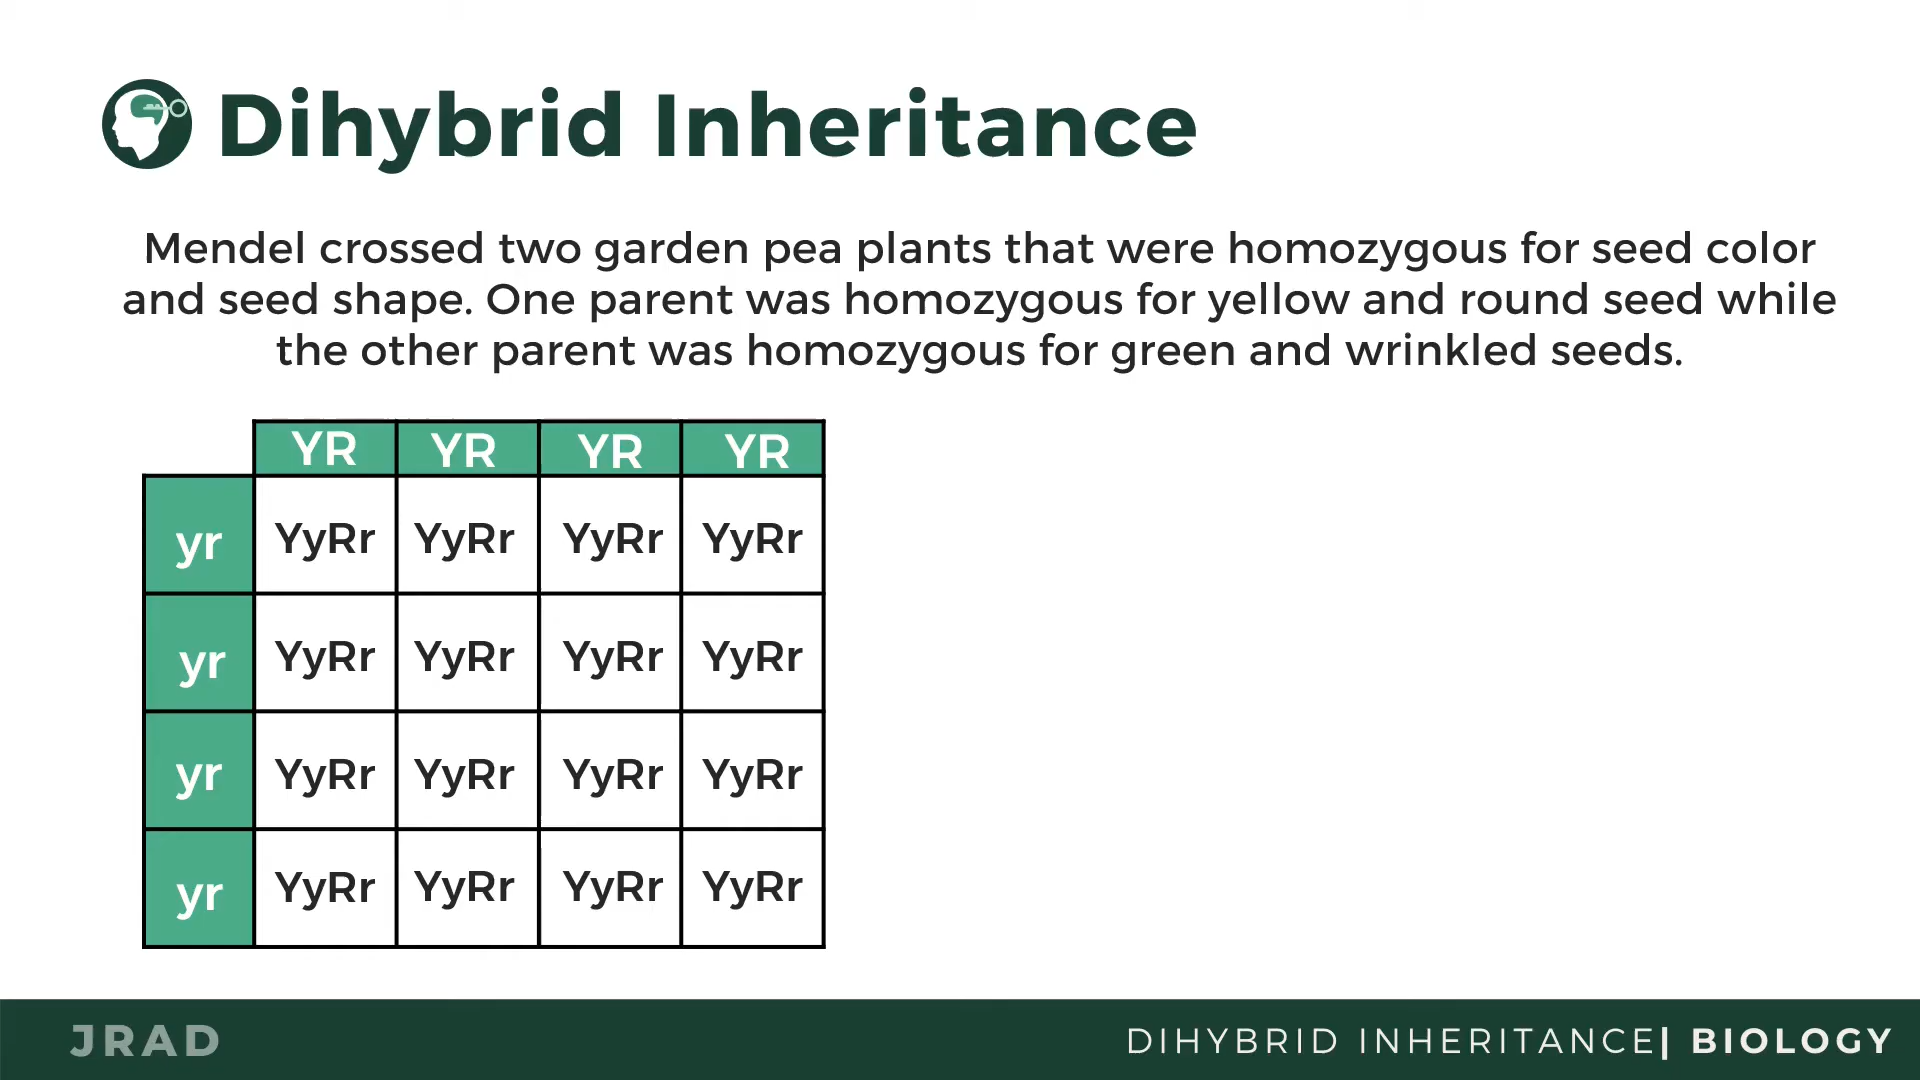 Dihybrid Inheritance
Mendel crossed two garden pea plants that were homozygous for seed color
and seed shape. One parent was homozygous for yellow and round seed while
the other parent was homozygous for green and wrinkled seeds.
YR YR YR YR
yr YyRr YyRr YyRr YyRr
yr YyRr YyRr YyRr YyRr
yr YyRr YyRr YyRr YyRr
yr YyRr YyRr YyRr YyRr
JRAD
DIHYBRID INHERITANCE| BIOLOGY